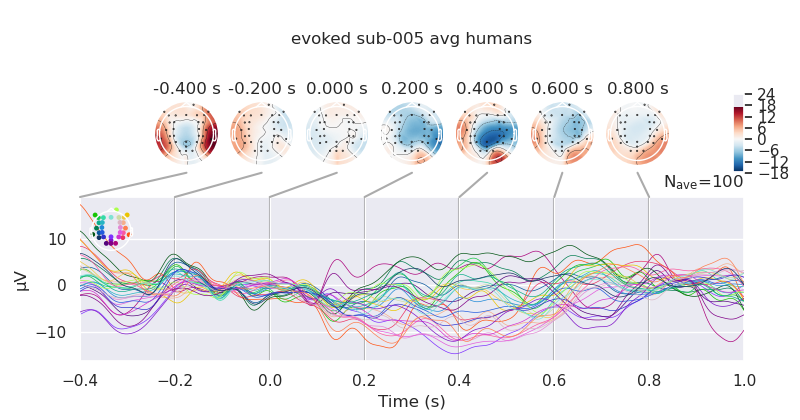 evoked sub-005 avg humans
-0.400 s -0.200 s 0.000 s 0.200 s 0.400 s 0.600 s 0.800 s
24
18
12
6
0
−6
−12
−18
Nave=100
10
0
−10
µV
−0.4 −0.2 0.0 0.2 0.4 0.6 0.8 1.0
Time (s)